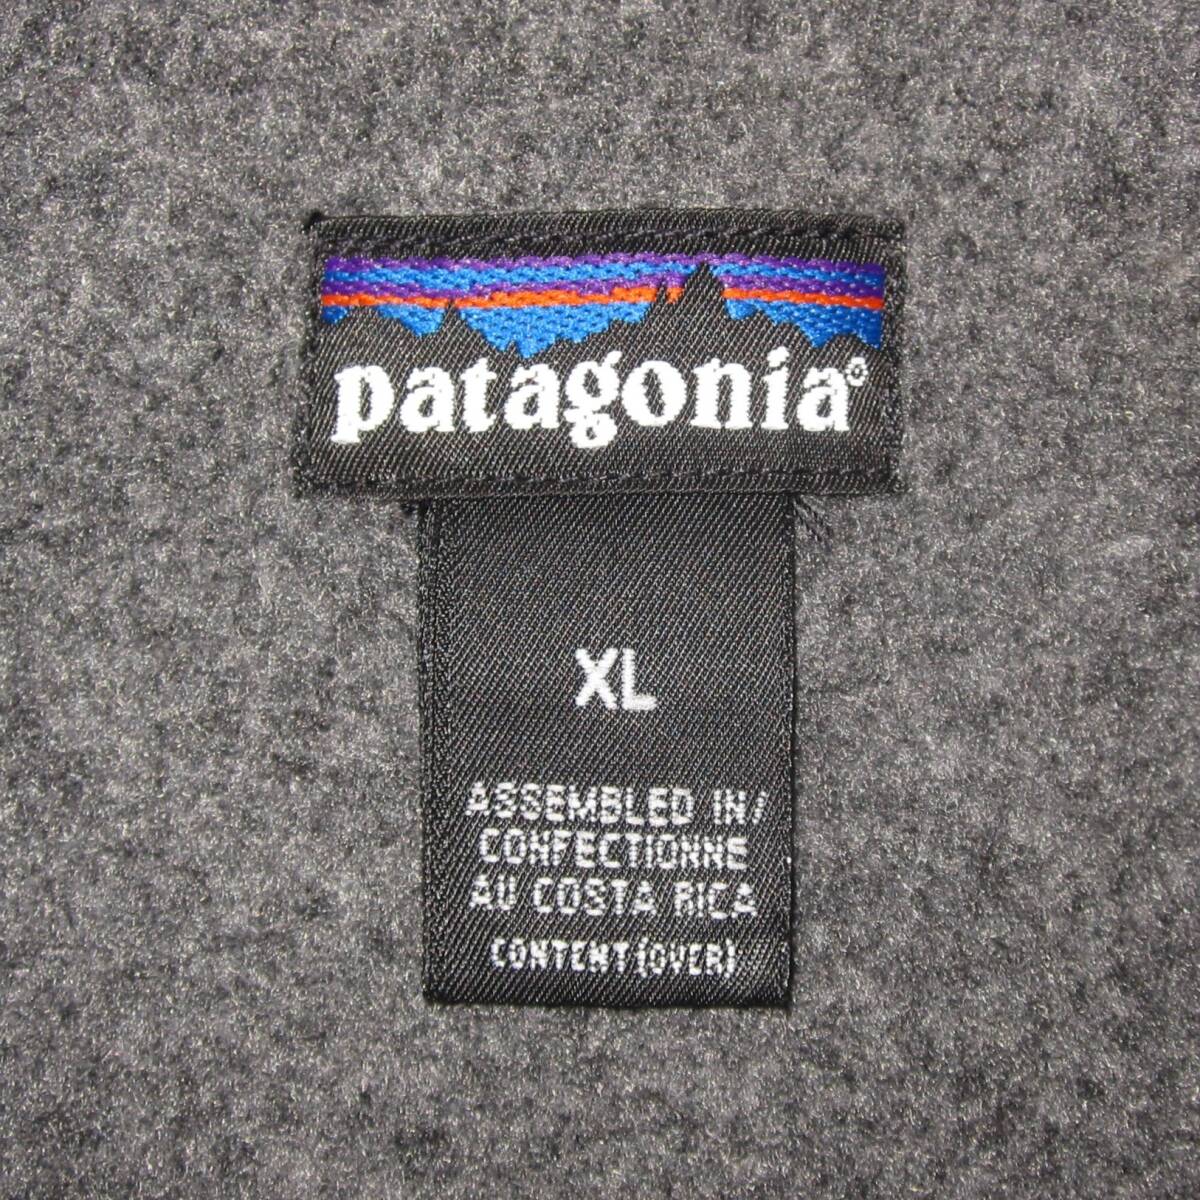 patagonia®
XL
ASSEMBLED IN/
CONFECTIONNE
AU COSTA RICA
CONTENT (OVER)